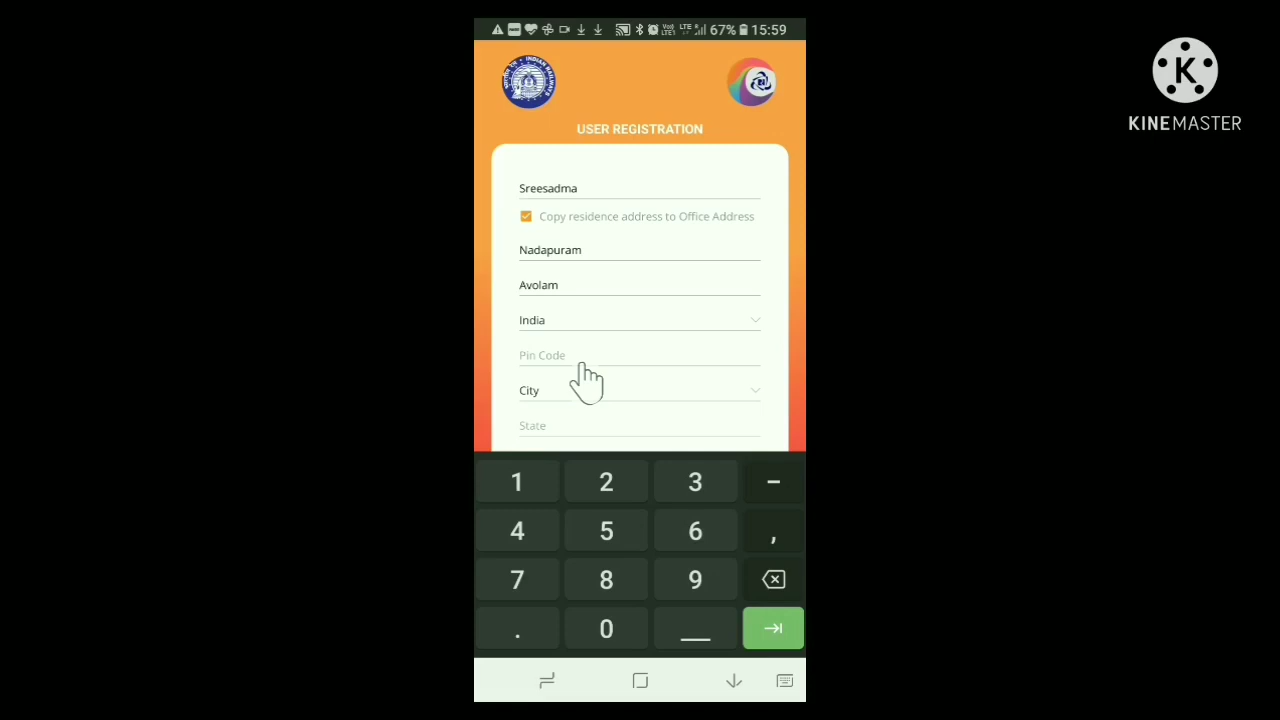 67% 15:59
USER REGISTRATION
Sreesadma
Copy residence address to Office Address
Nadapuram
Avolam
India
Pin Code
City
State
1 2 3 –
4 5 6 ,
7 8 9
. 0
K
KINEMASTER